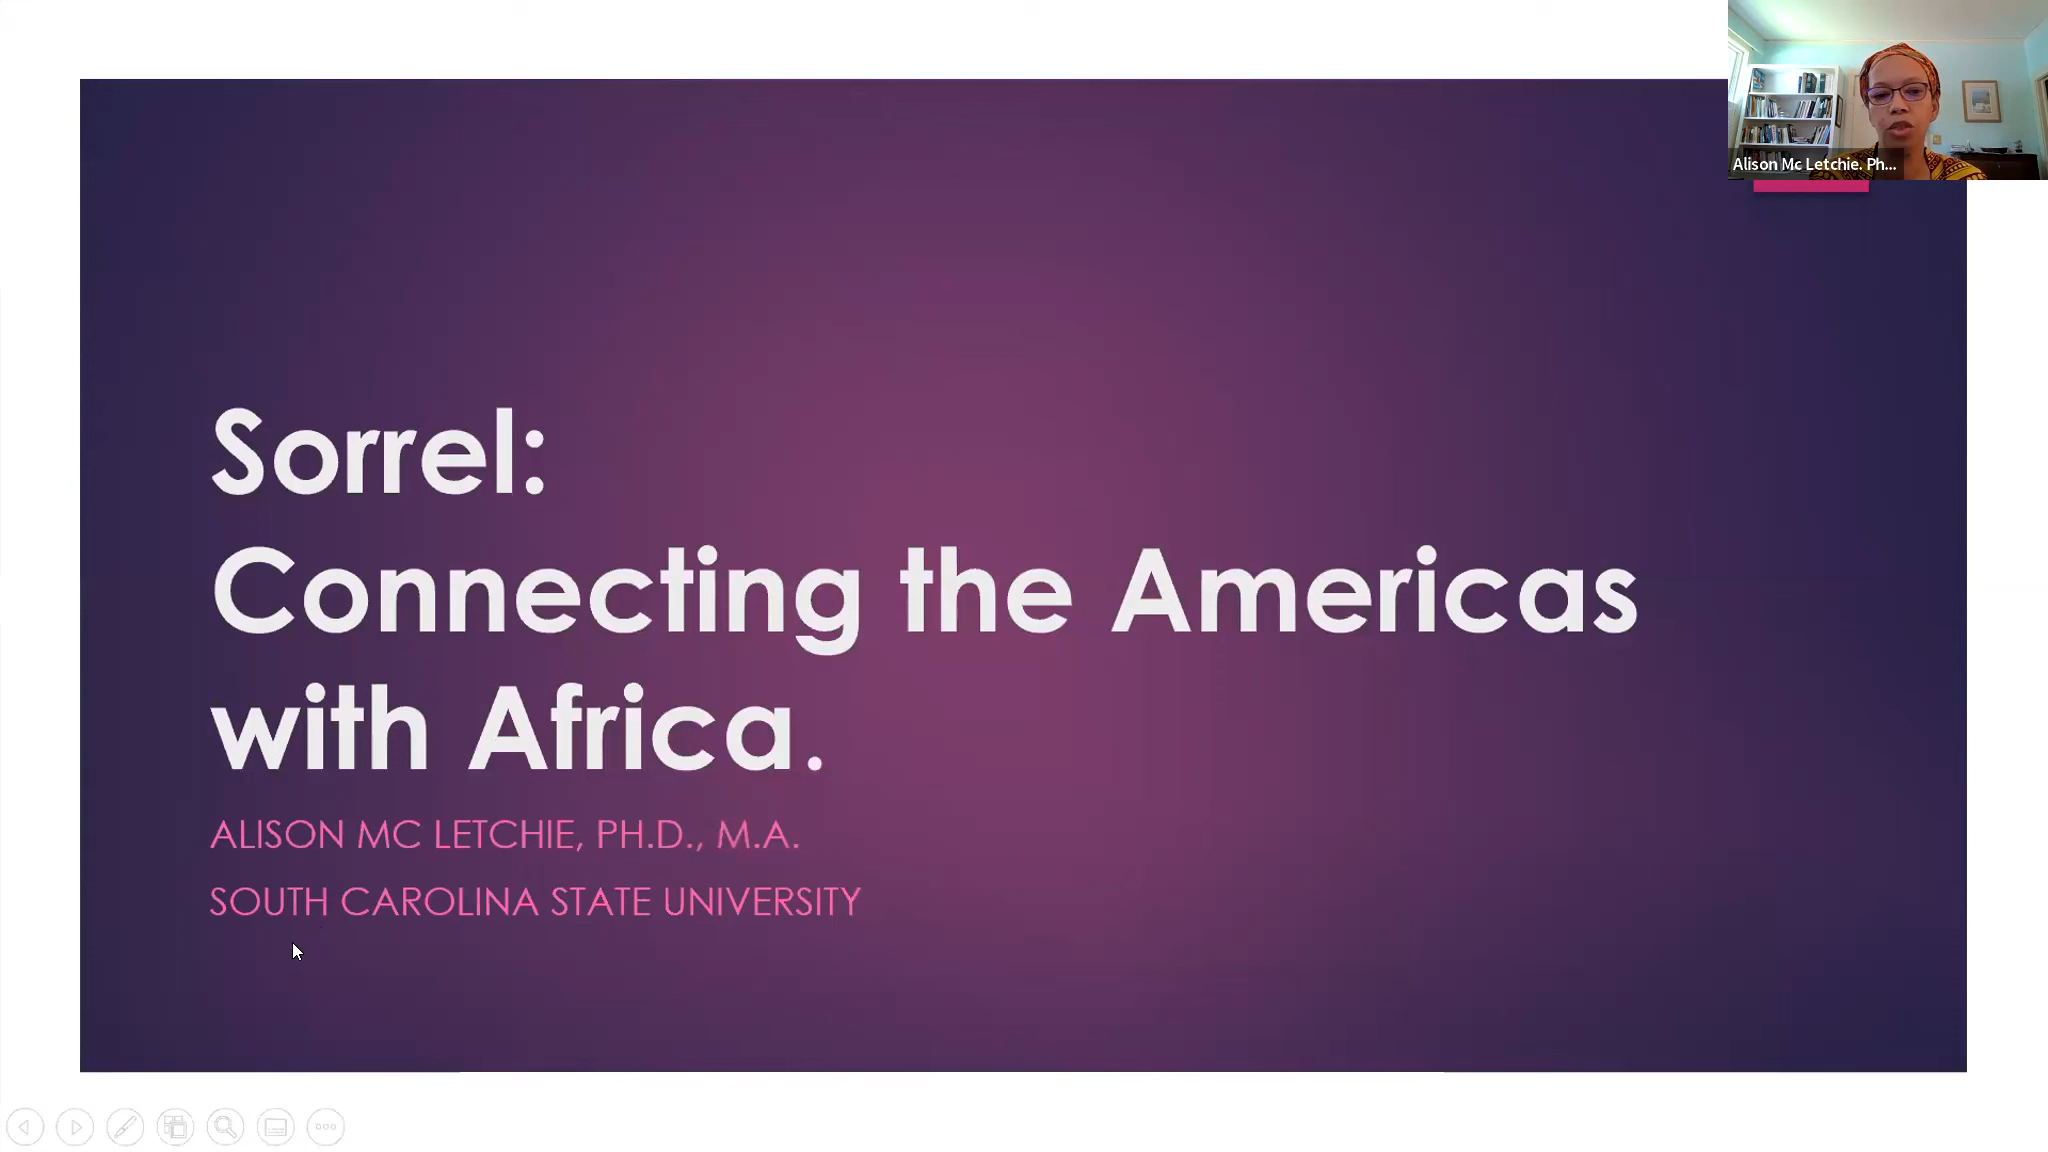 Alison Mc Letchie. Ph...
Sorrel:
Connecting the Americas
with Africa.
ALISON MC LETCHIE, PH.D., M.A.
SOUTH CAROLINA STATE UNIVERSITY